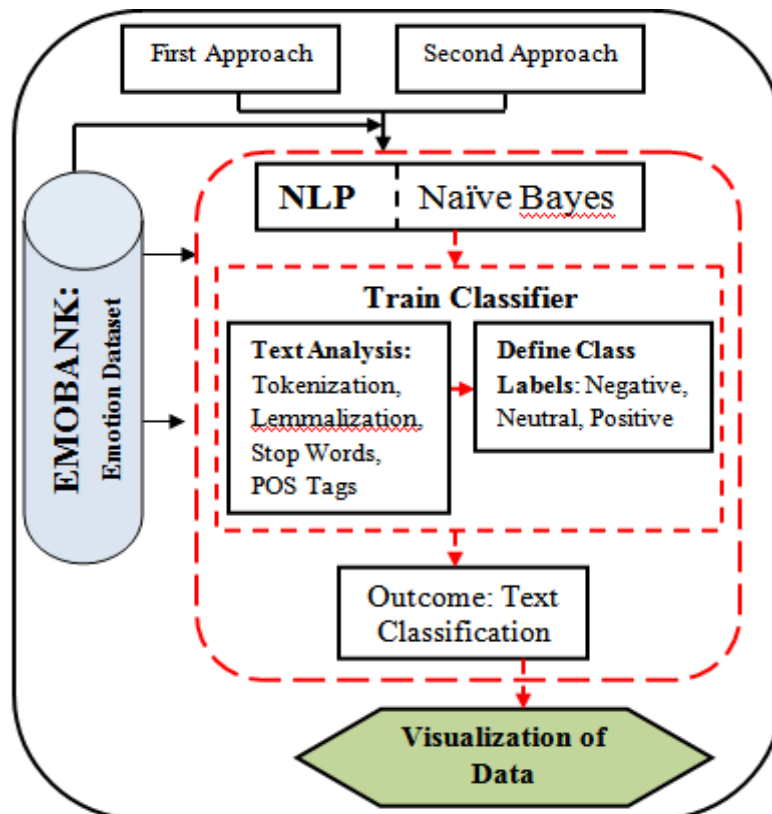 First Approach
Second Approach
EMOBANK:
Emotion Dataset
NLP
Naïve Bayes
Train Classifier
Text Analysis:
Tokenization,
Lemmalization,
Stop Words,
POS Tags
Define Class
Labels: Negative,
Neutral, Positive
Outcome: Text
Classification
Visualization of
Data